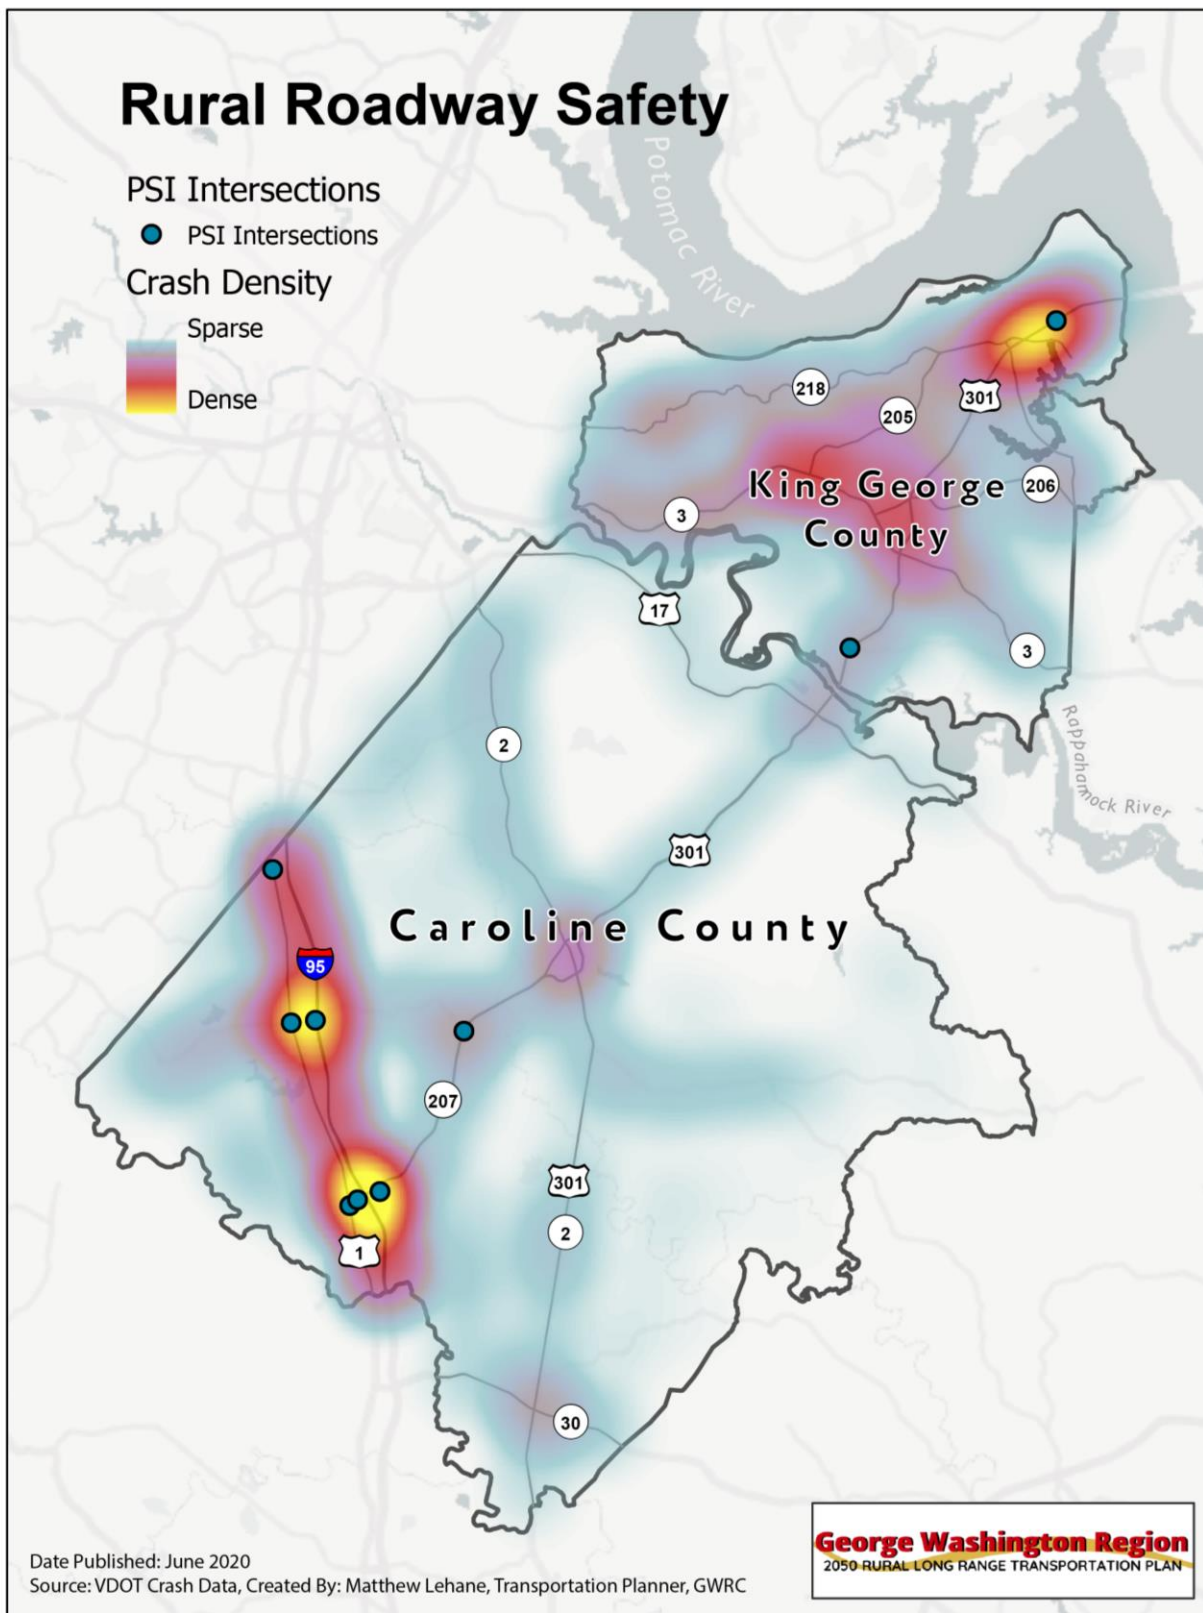 Rural Roadway Safety
PSI Intersections
PSI Intersections
Crash Density
Sparse
Dense
Potomac River
218
205
301
King George
County
206
3
17
3
2
Rappahannock River
301
Caroline County
95
207
301
2
1
30
Date Published: June 2020
Source: VDOT Crash Data, Created By: Matthew Lehane, Transportation Planner, GWRC
George Washington Region
2050 RURAL LONG RANGE TRANSPORTATION PLAN